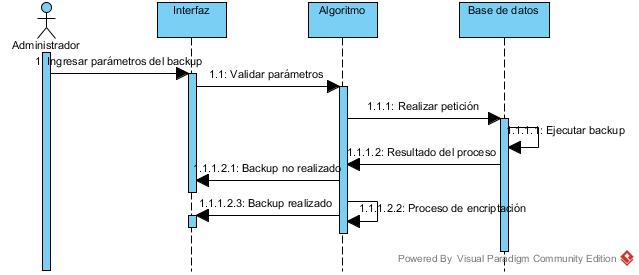 Interfaz
Algoritmo
Base de datos
Administrador
1: Ingresar parámetros del backup
1.1: Validar parámetros
1.1.1: Realizar petición
1.1.1.1: Ejecutar backup
1.1.1.2: Resultado del proceso
1.1.1.2.1: Backup no realizado
1.1.1.2.3: Backup realizado
1.1.1.2.2: Proceso de encriptación
Powered By Visual Paradigm Community Edition